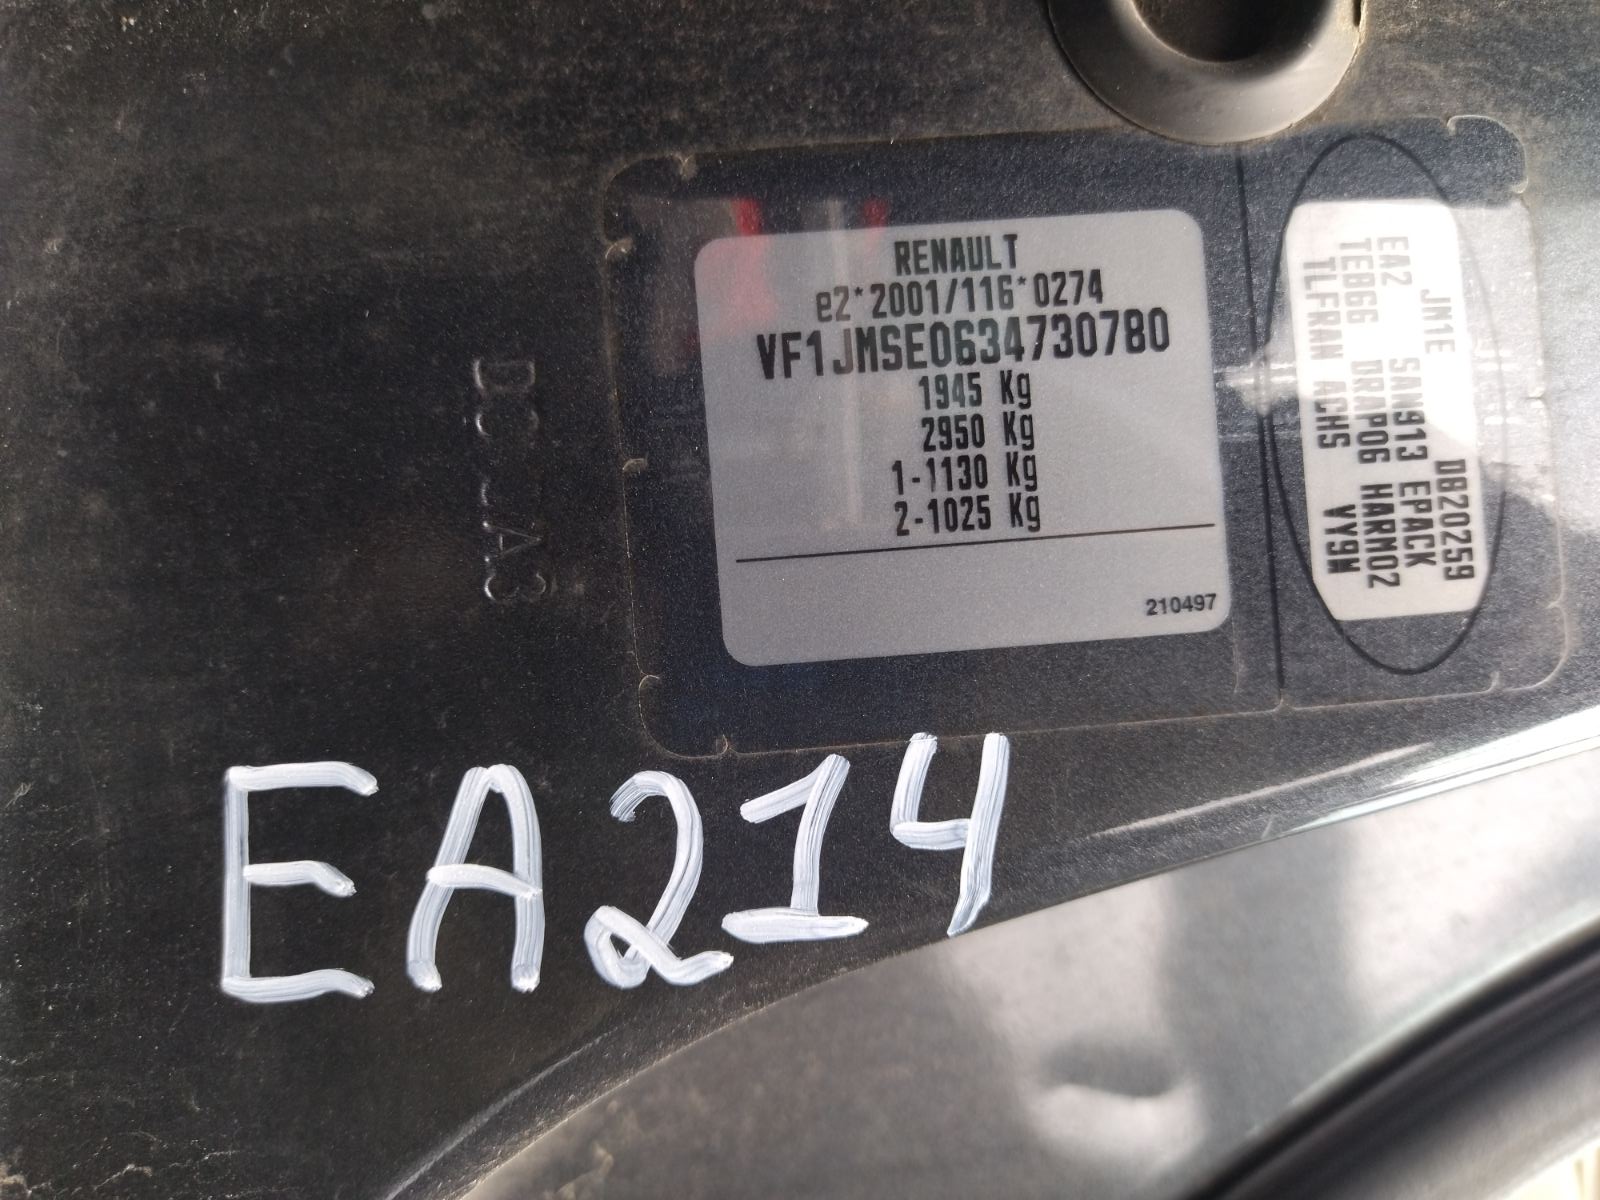 RENAULT
e2*2001/116*0274
VF1JMSE0634730780
1945 Kg
2950 Kg
1-1130 Kg
2-1025 Kg
210497
JM1E DB20259
EA2 SAN913 EPACK
TEB66 DRAP06 HARM02
TLFRAN ACHS VY9M
EA214